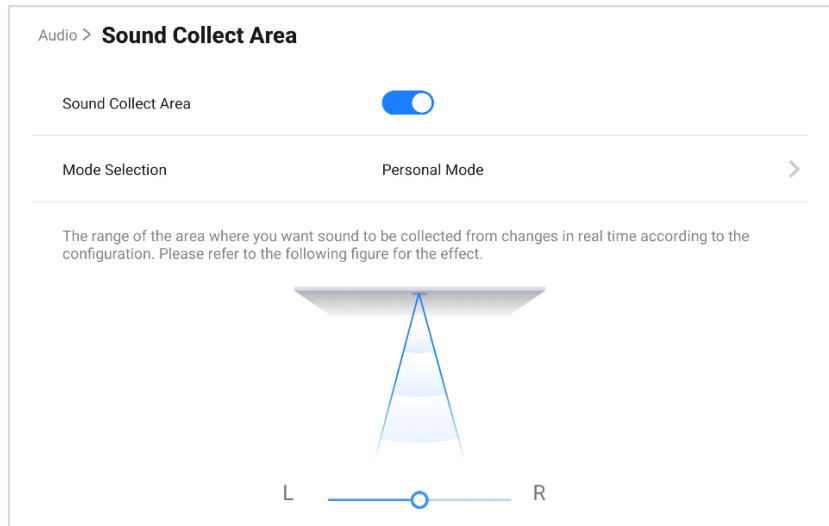 Audio > Sound Collect Area
Sound Collect Area
Mode Selection Personal Mode
The range of the area where you want sound to be collected from changes in real time according to the
configuration. Please refer to the following figure for the effect.
L R